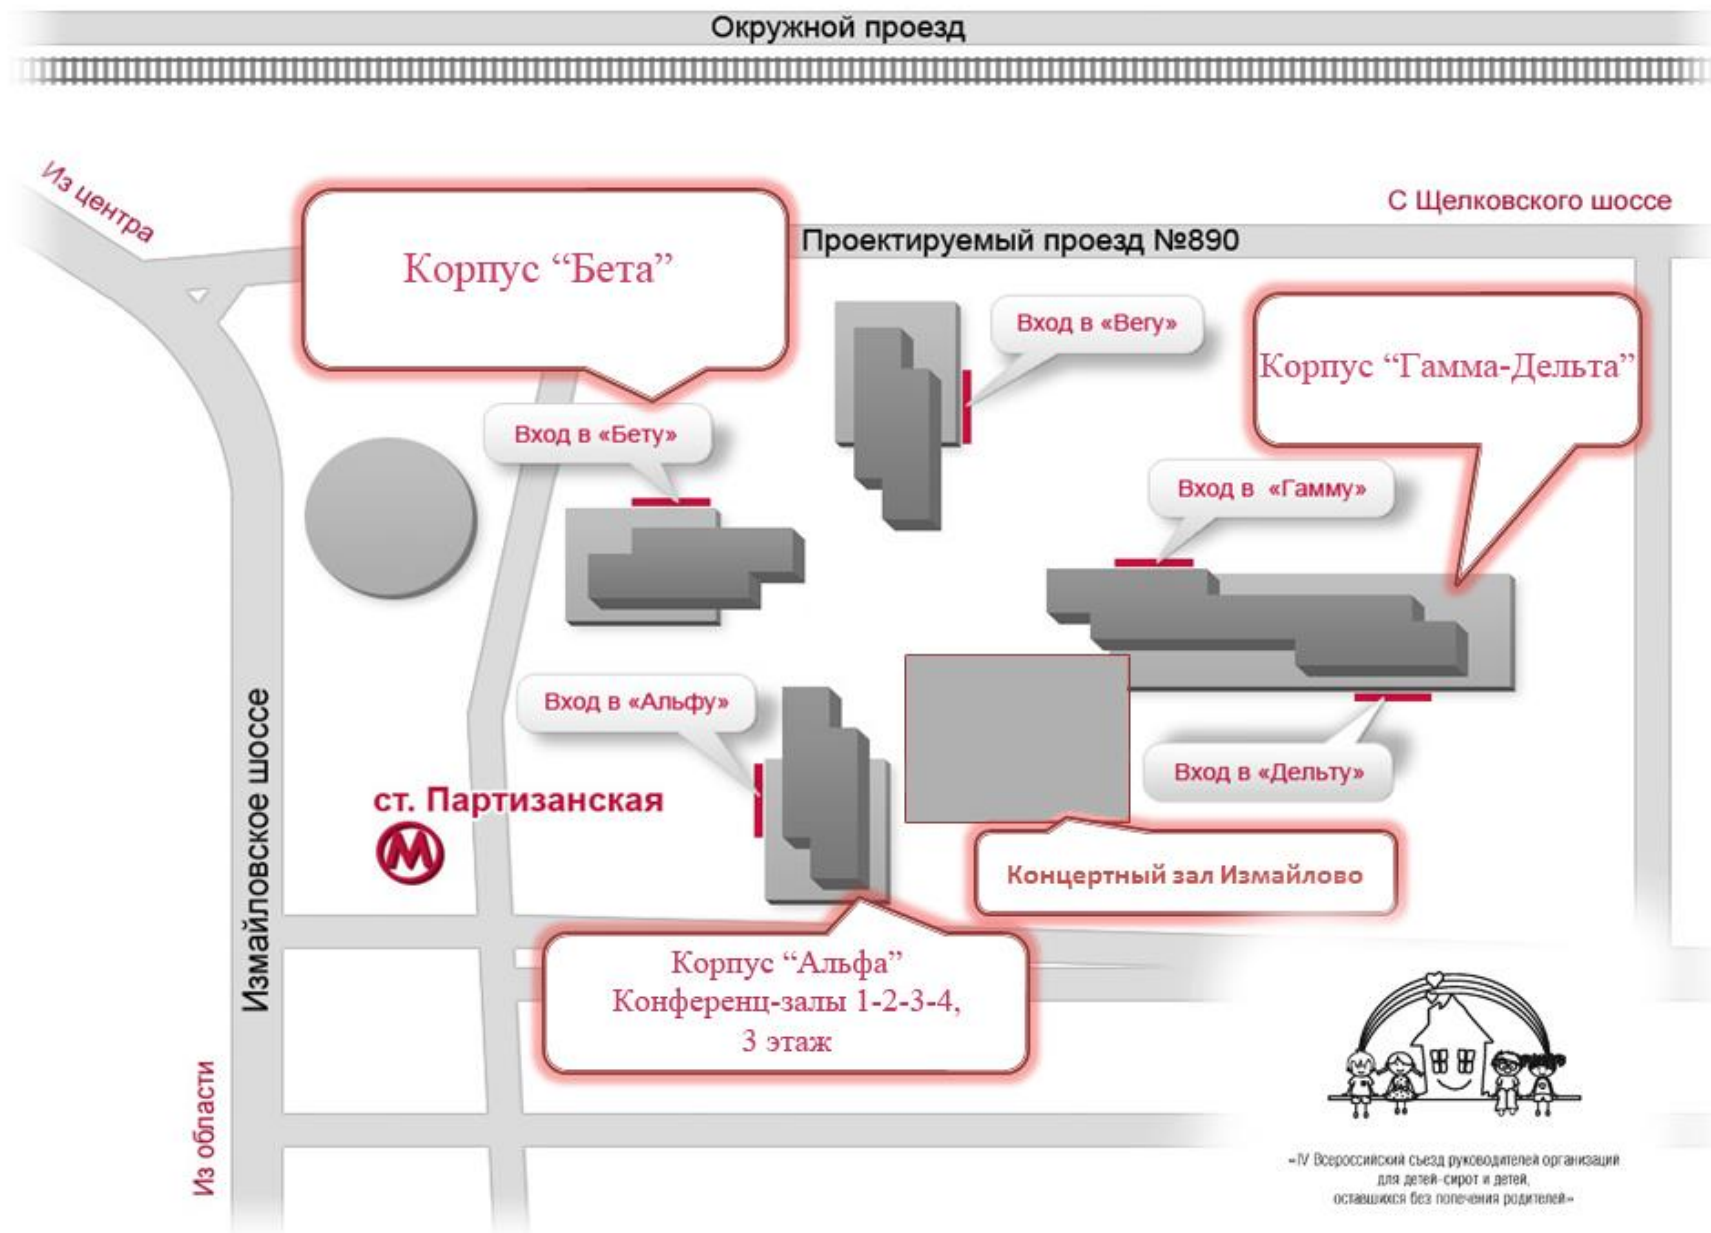 Окружной проезд
Из центра
С Щелковского шоссе
Проектируемый проезд №890
Корпус “Бета”
Вход в «Вегу»
Корпус “Гамма-Дельта”
Вход в «Бету»
Вход в «Гамму»
Вход в «Альфу»
Вход в «Дельту»
Измайловское шоссе
ст. Партизанская
М
Концертный зал Измайлово
Корпус “Альфа”
Конференц-залы 1-2-3-4,
3 этаж
Из области
«IV Всероссийский съезд руководителей организаций
для детей-сирот и детей,
оставшихся без попечения родителей»